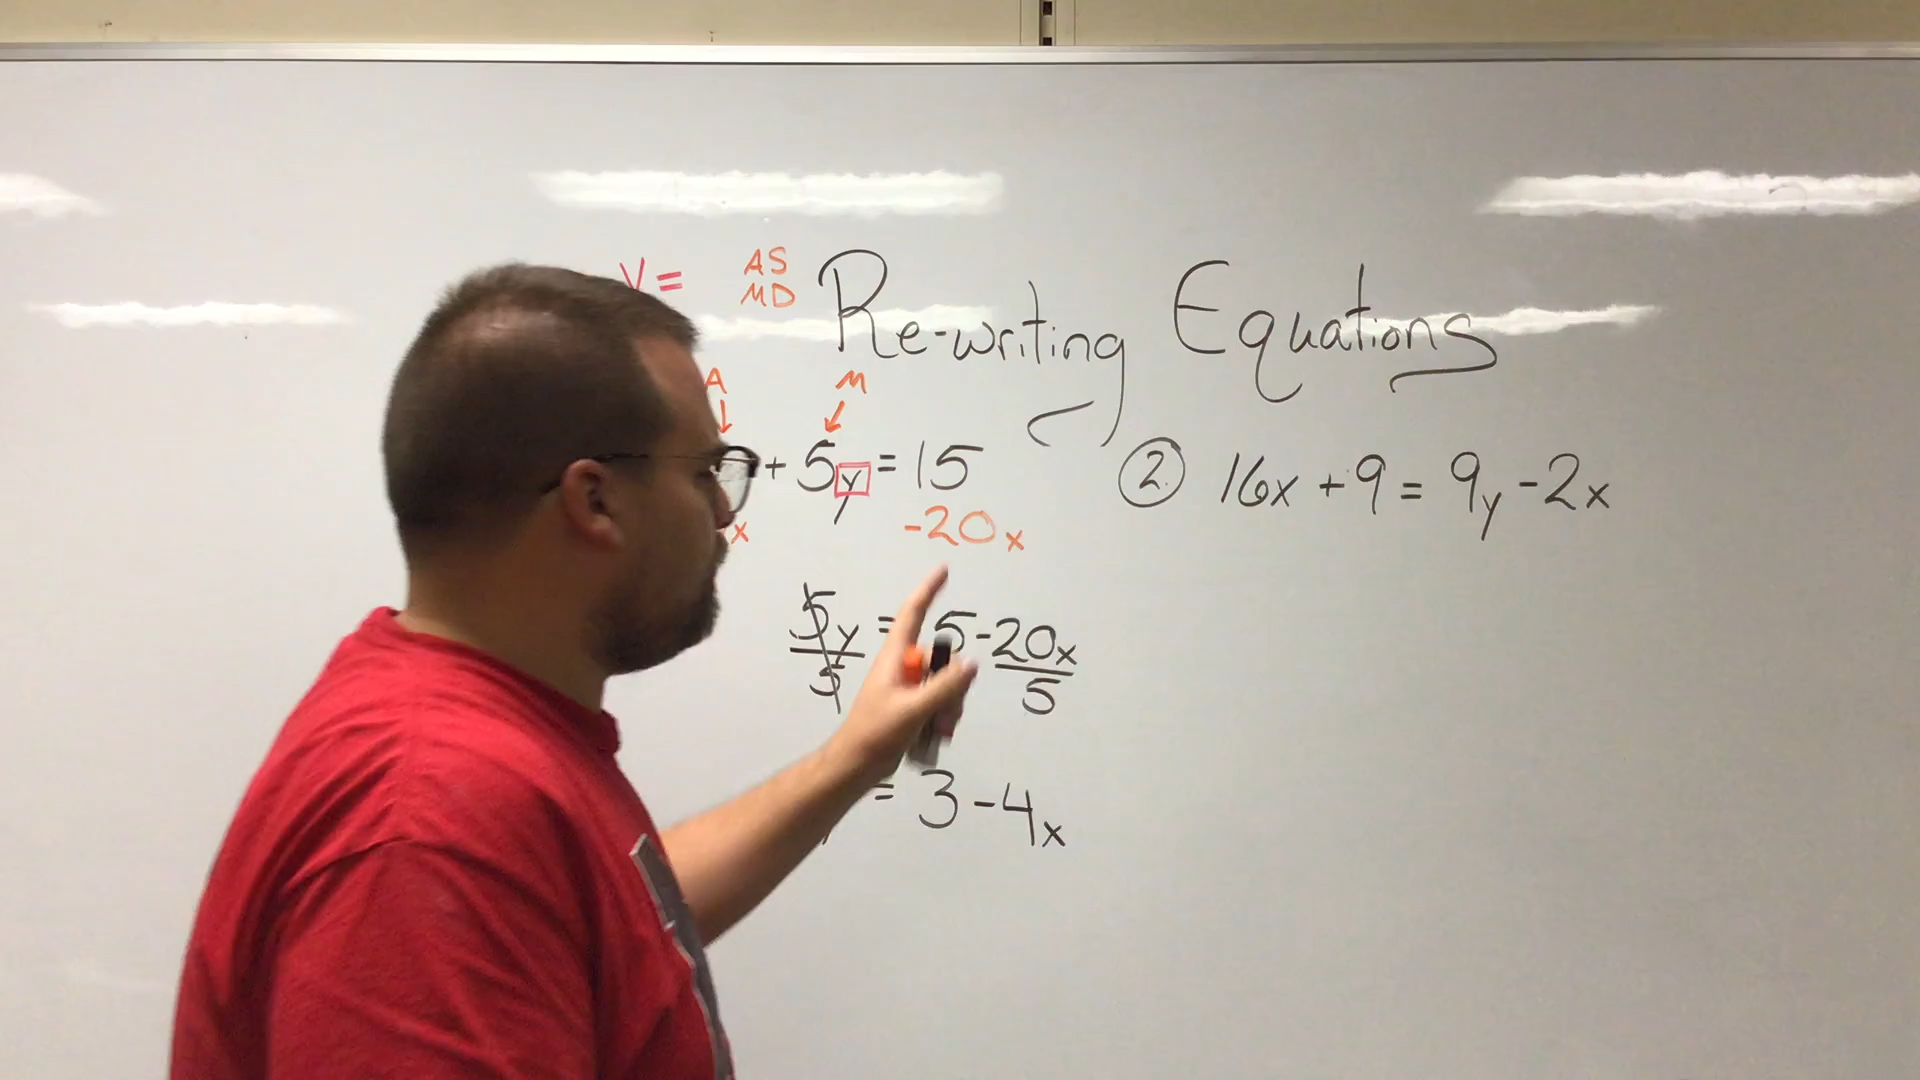 y = AS
MD
Re-writing Equations
A M
+ 5y = 15
x -20x
② 16x + 9 = 9y - 2x
5y = 5 - 20x
5 5
= 3 - 4x